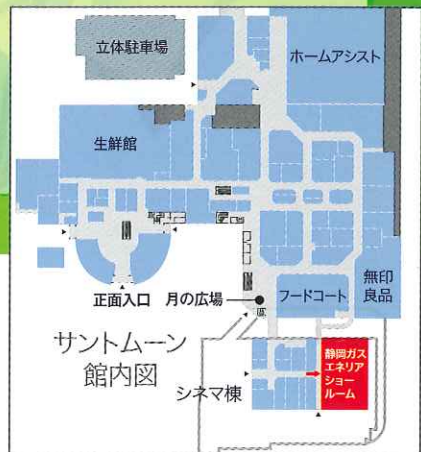 立体駐車場
ホームアシスト
生鮮館
正面入口
月の広場
フードコート
無印
良品
サントムーン
館内図
シネマ棟
静岡ガス
エネリア
ショー
ルーム